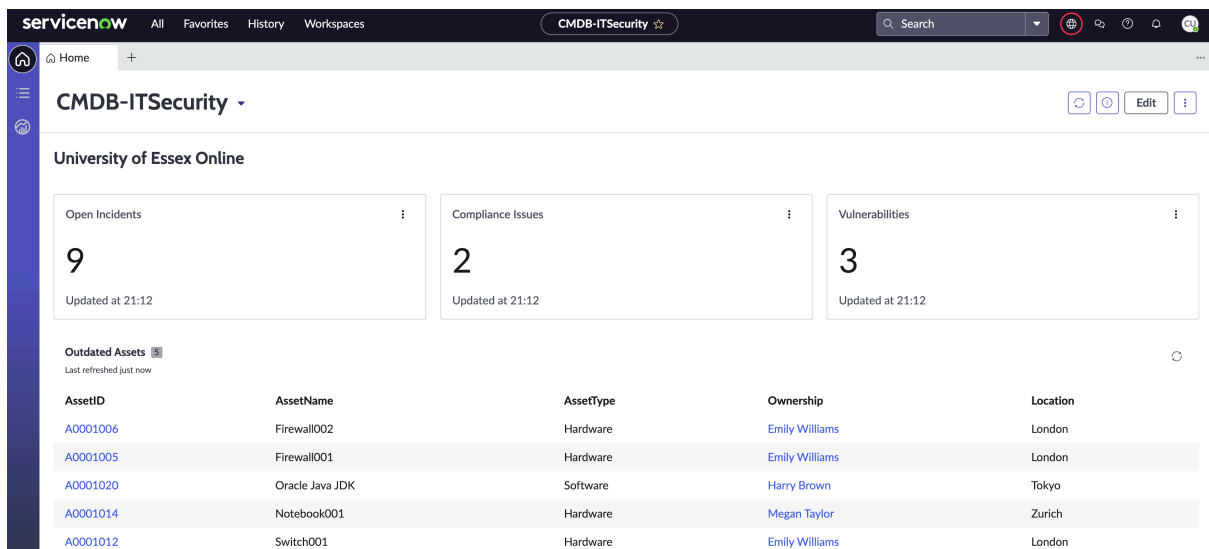 servicenow All Favorites History Workspaces CMDB-ITSecurity Search CU
Home
CMDB-ITSecurity Edit
University of Essex Online
Open Incidents Compliance Issues Vulnerabilities
9 2 3
Updated at 21:12 Updated at 21:12 Updated at 21:12
Outdated Assets 5
Last refreshed just now
AssetID AssetName AssetType Ownership Location
A0001006 Firewall002 Hardware Emily Williams London
A0001005 Firewall001 Hardware Emily Williams London
A0001020 Oracle Java JDK Software Harry Brown Tokyo
A0001014 Notebook001 Hardware Megan Taylor Zurich
A0001012 Switch001 Hardware Emily Williams London